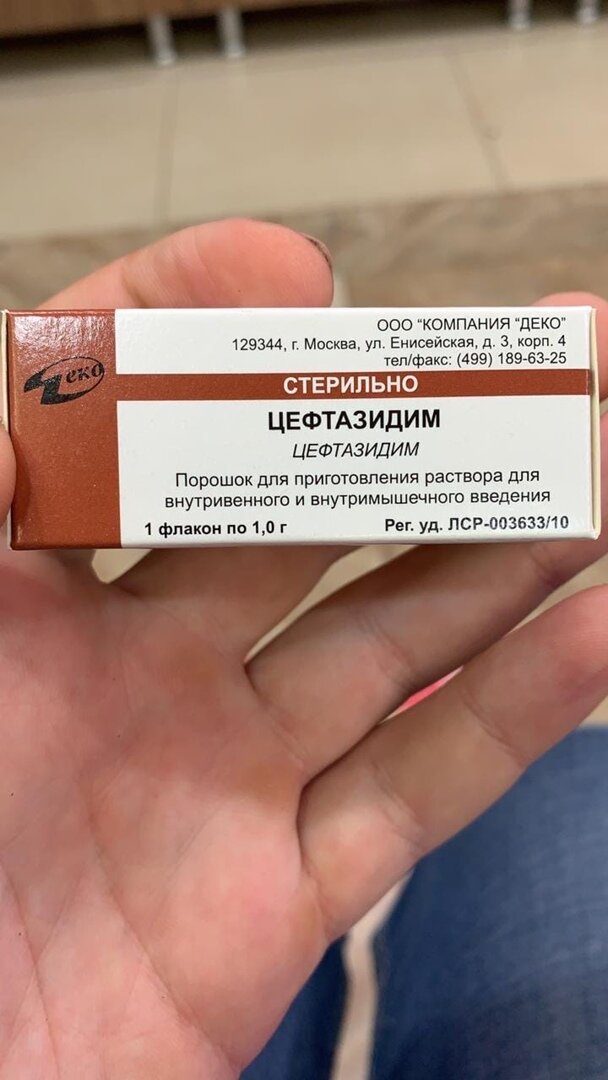 ООО "КОМПАНИЯ "ДЕКО"
129344, г. Москва, ул. Енисейская, д. 3, корп. 4
тел/факс: (499) 189-63-25
еко
СТЕРИЛЬНО
ЦЕФТАЗИДИМ
ЦЕФТАЗИДИМ
Порошок для приготовления раствора для
внутривенного и внутримышечного введения
1 флакон по 1,0 г Рег. уд. ЛСР-003633/10